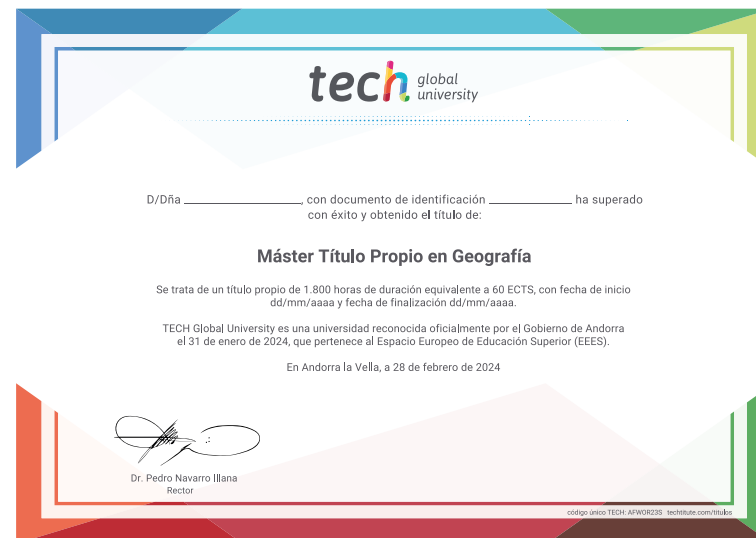 tech global
university
D/Dña ____________________, con documento de identificación ______________ ha superado
con éxito y obtenido el título de:
Máster Título Propio en Geografía
Se trata de un título propio de 1.800 horas de duración equivalente a 60 ECTS, con fecha de inicio
dd/mm/aaaa y fecha de finalización dd/mm/aaaa.
TECH Global University es una universidad reconocida oficialmente por el Gobierno de Andorra
el 31 de enero de 2024, que pertenece al Espacio Europeo de Educación Superior (EEES).
En Andorra la Vella, a 28 de febrero de 2024
Dr. Pedro Navarro Illana
Rector
código único TECH: AFWOR23S techtitute.com/titulos